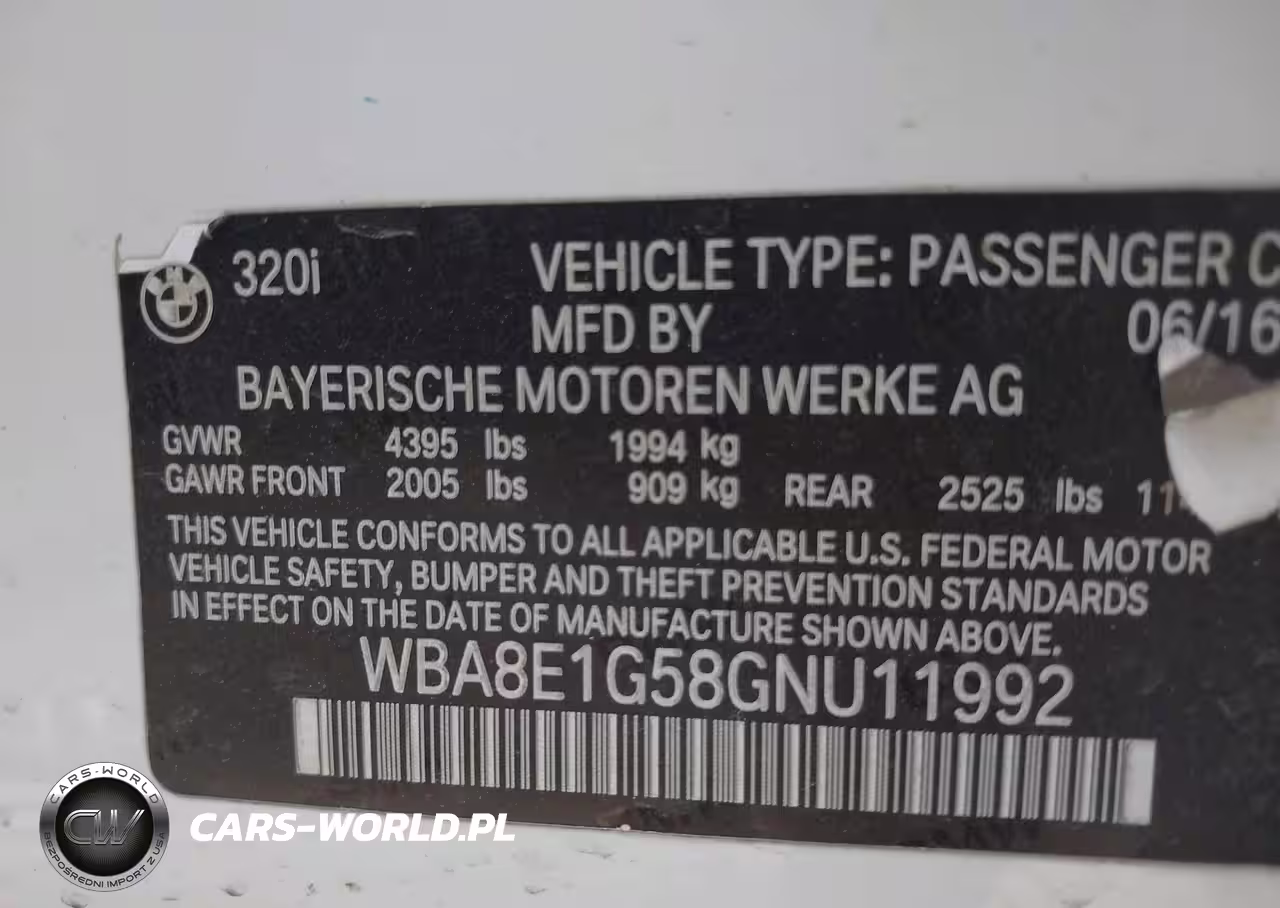 320i VEHICLE TYPE: PASSENGER C
MFD BY 06/16
BAYERISCHE MOTOREN WERKE AG
GVWR 4395 lbs 1994 kg
GAWR FRONT 2005 lbs 909 kg REAR 2525 lbs 11
THIS VEHICLE CONFORMS TO ALL APPLICABLE U.S. FEDERAL MOTOR
VEHICLE SAFETY, BUMPER AND THEFT PREVENTION STANDARDS
IN EFFECT ON THE DATE OF MANUFACTURE SHOWN ABOVE.
WBA8E1G58GNU11992
CARS-WORLD
CW
BEZPOŚREDNI IMPORT Z USA
CARS-WORLD.PL